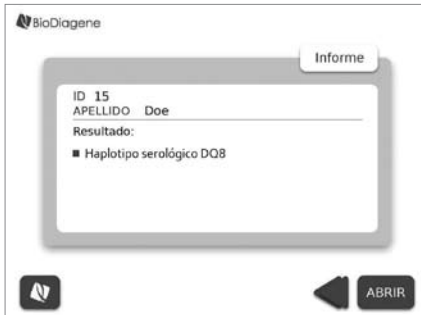 BioDiagene
Informe
ID 15
APELLIDO Doe
Resultado:
■ Haplotipo serológico DQ8
ABRIR